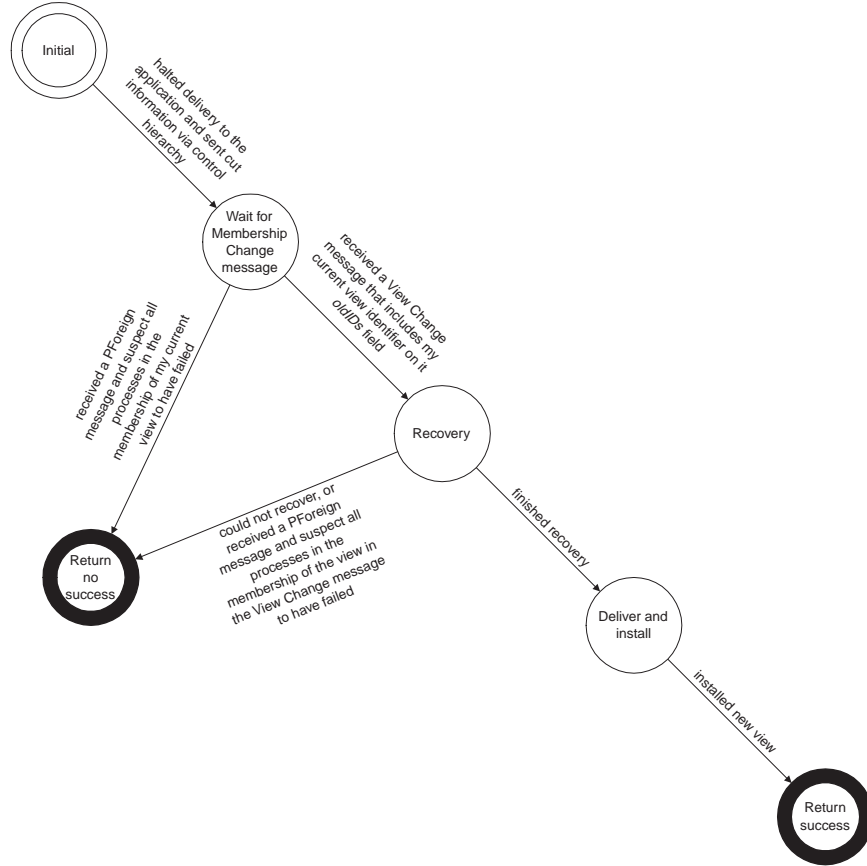 Initial
halted delivery to the
application and sent cut
information via control
hierarchy
Wait for
Membership
Change
message
received a View Change
message that includes my
current view identifier on it
oldIDs field
received a PForeign
message and suspect all
processes in the
membership of my current
view to have failed
Recovery
could not recover, or
received a PForeign
message and suspect all
processes in the
membership of the view in
the View Change message
to have failed
finished recovery
Return
no
success
Deliver and
install
installed new view
Return
success